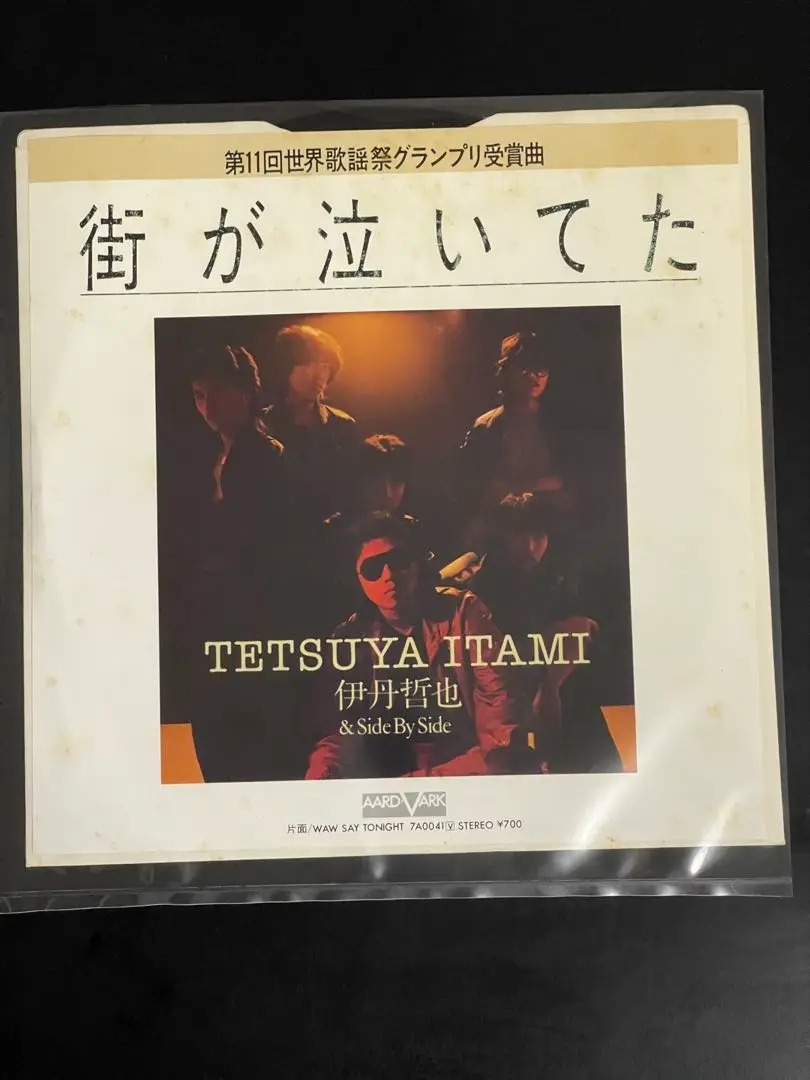 第11回世界歌謡祭グランプリ受賞曲
街が泣いてた
TETSUYA ITAMI
伊丹哲也
& Side By Side
AARD-VARK
片面/WAW SAY TONIGHT 7A0041 V STEREO ¥700